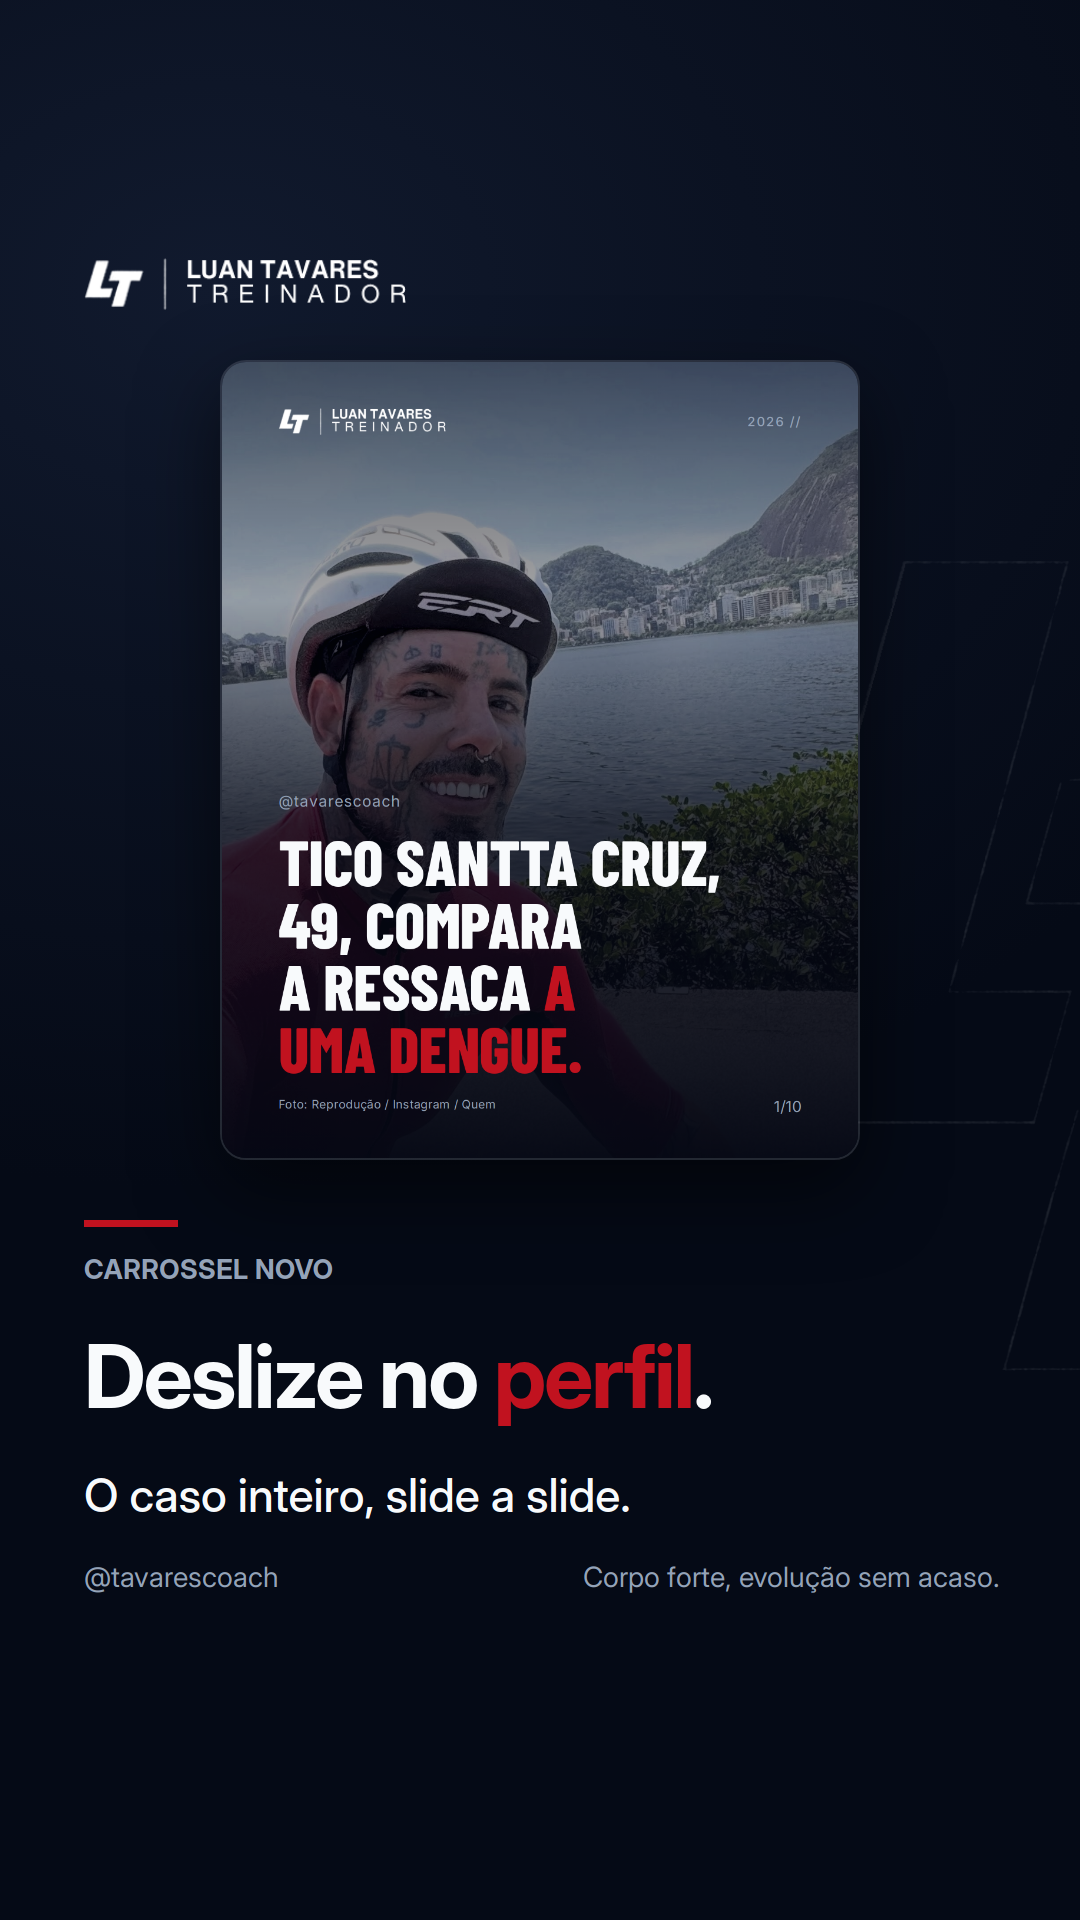 LT
LUAN TAVARES
TREINADOR
LT
LUAN TAVARES
TREINADOR
2026 //
ERT
@tavarescoach
TICO SANTTA CRUZ,
49, COMPARA
A RESSACA A
UMA DENGUE.
Foto: Reprodução / Instagram / Quem
1/10
CARROSSEL NOVO
Deslize no perfil.
O caso inteiro, slide a slide.
@tavarescoach
Corpo forte, evolução sem acaso.